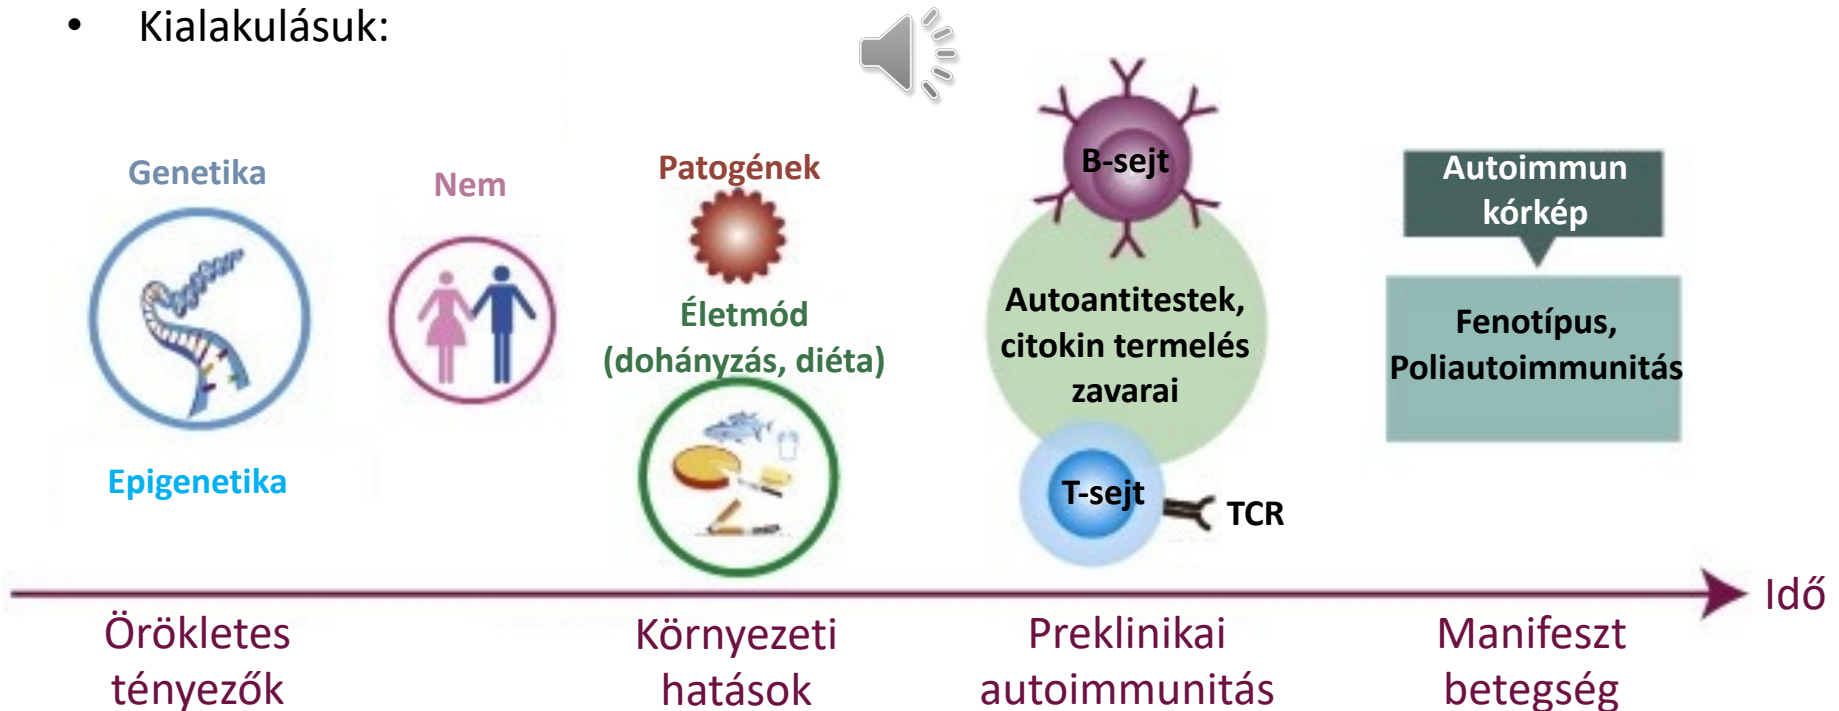 • Kialakulásuk:
Genetika
Epigenetika
Nem
Patogének
Életmód
(dohányzás, diéta)
B-sejt
Autoantitestek,
citokin termelés
zavarai
T-sejt
TCR
Autoimmun
kórkép
Fenotípus,
Poliautoimmunitás
Idő
Örökletes
tényezők
Környezeti
hatások
Preklinikai
autoimmunitás
Manifeszt
betegség